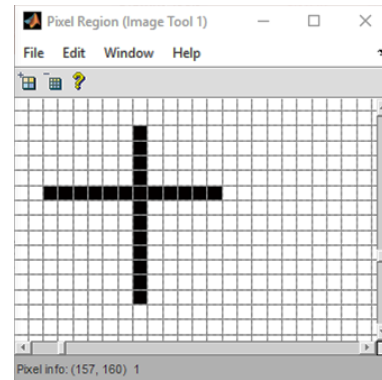 Pixel Region (Image Tool 1)
File Edit Window Help
Pixel info: (157, 160) 1